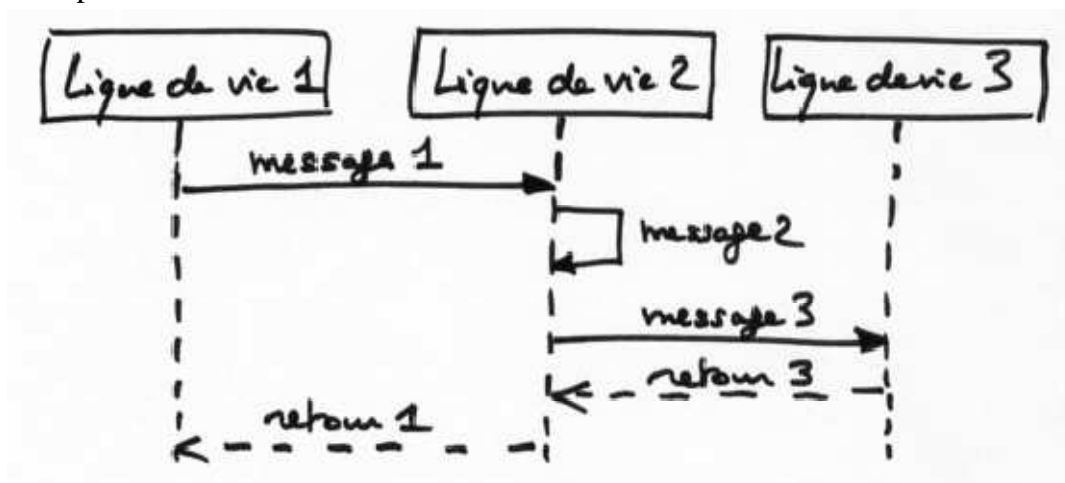 Ligne de vie 1
Ligne de vie 2
Ligne de vie 3
message 1
message 2
message 3
retour 3
retour 1